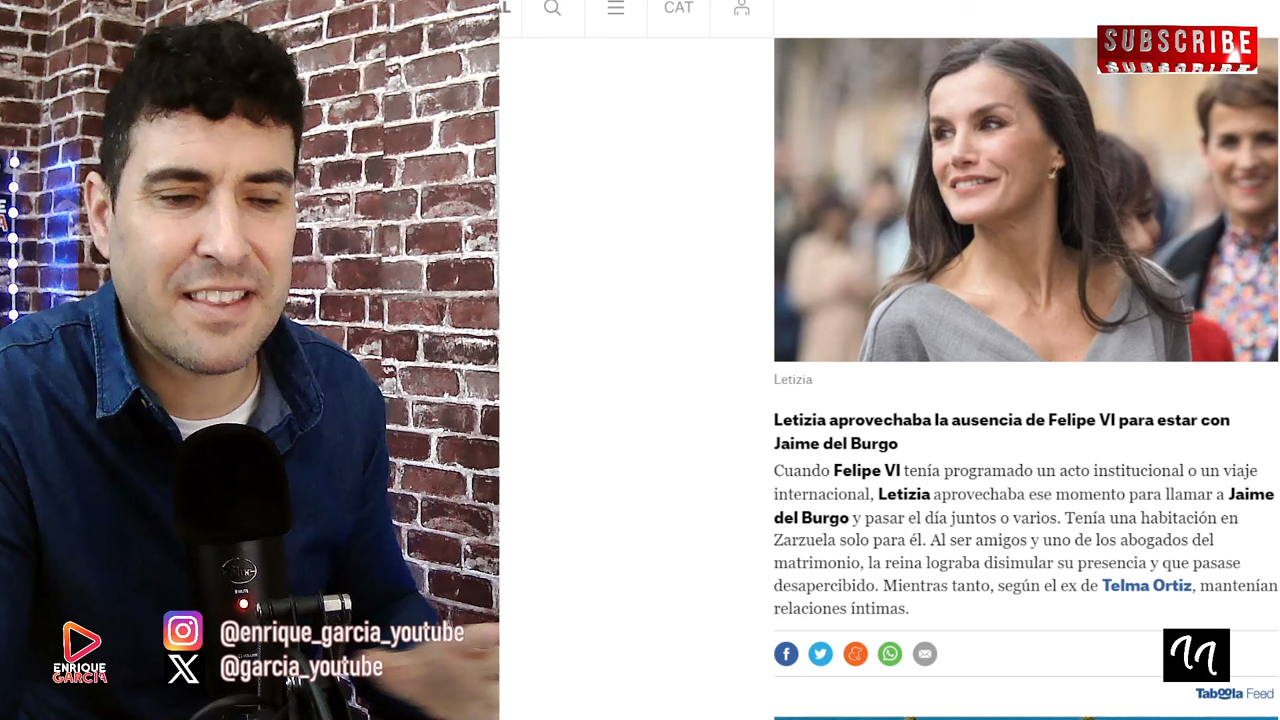 AL
CAT
SUBSCRIBE
Letizia
Letizia aprovechaba la ausencia de Felipe VI para estar con
Jaime del Burgo
Cuando Felipe VI tenía programado un acto institucional o un viaje
internacional, Letizia aprovechaba ese momento para llamar a Jaime
del Burgo y pasar el día juntos o varios. Tenía una habitación en
Zarzuela solo para él. Al ser amigos y uno de los abogados del
matrimonio, la reina lograba disimular su presencia y que pasase
desapercibido. Mientras tanto, según el ex de Telma Ortiz, mantenían
relaciones íntimas.
Taboola Feed
@enrique_garcia_youtube
@garcia_youtube
ENRIQUE
GARCIA